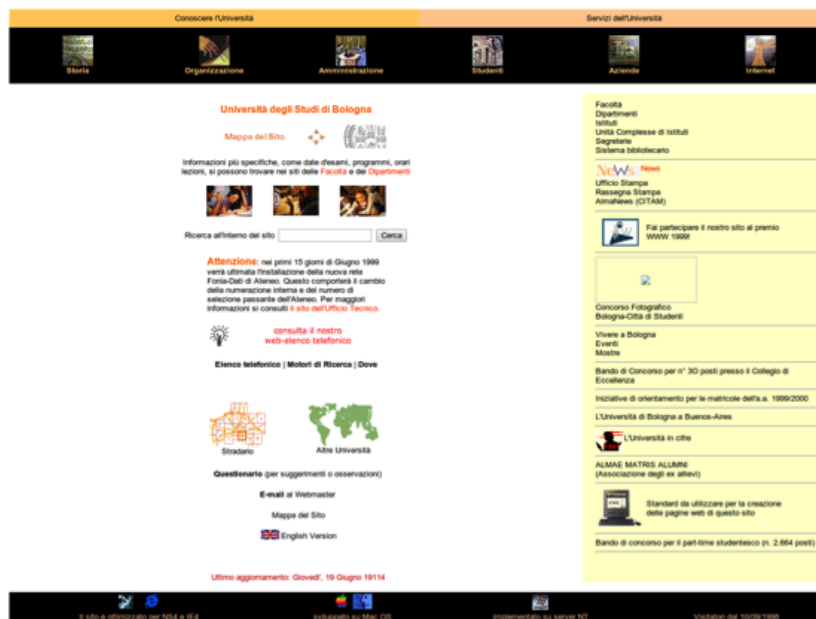 Conoscere l'Università
Servizi dell'Università
Storia
Organizzazione
Amministrazione
Studenti
Aziende
Internet
Università degli Studi di Bologna
Mappa del Sito
Informazioni più specifiche, come date d'esami, programmi, orari
lezioni, si possono trovare nei siti delle Facoltà e dei Dipartimenti
Ricerca all'interno del sito
Cerca
Attenzione: nei primi 15 giorni di Giugno 1999
verrà ultimata l'installazione della nuova rete
Fonia-Dati di Ateneo. Questo comporterà il cambio
della numerazione interna e del numero di
selezione passante dell'Ateneo. Per maggiori
informazioni si consulti il sito dell'Ufficio Tecnico.
consulta il nostro
web-elenco telefonico
Elenco telefonico | Motori di Ricerca | Dove
Stradario
Altre Università
Questionario (per suggerimenti o osservazioni)
E-mail al Webmaster
Mappa del Sito
English Version
Ultimo aggiornamento: Giovedi', 19 Giugno 19114
Facoltà
Dipartimenti
Istituti
Unità Complesse di Istituti
Segreterie
Sistema bibliotecario
NeWs News
Ufficio Stampa
Rassegna Stampa
AlmaNews (CITAM)
Fai partecipare il nostro sito al premio
WWW 1999!
Concorso Fotografico
Bologna-Città di Studenti
Vivere a Bologna
Eventi
Mostre
Bando di Concorso per n° 30 posti presso il Collegio di
Eccellenza
Iniziative di orientamento per le matricole dell'a.a. 1999/2000
L'Università di Bologna a Buenos-Aires
L'Università in cifre
ALMAE MATRIS ALUMNI
(Associazione degli ex allievi)
Standard da utilizzare per la creazione
delle pagine web di questo sito
Bando di concorso per il part-time studentesco (n. 2.664 posti)
Il sito è ottimizzato per NS4 e IE4
sviluppato su Mac OS
implementato su server NT
Visitatori dal 10/09/1998